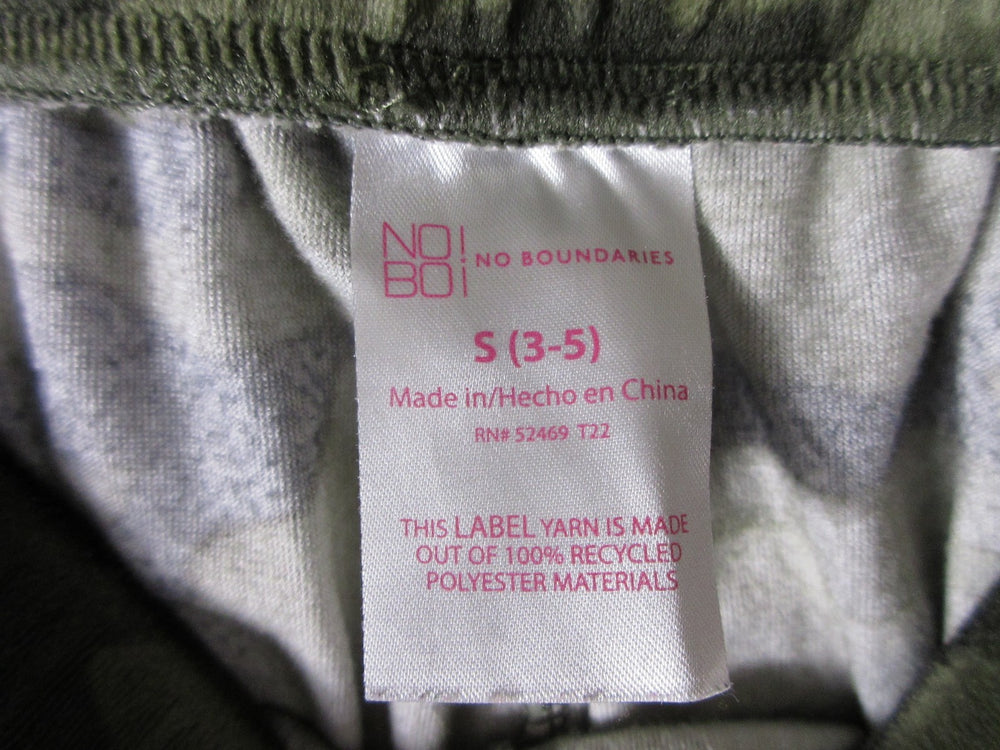 NO!
BO!
NO BOUNDARIES
S (3-5)
Made in/Hecho en China
RN# 52469 T22
THIS LABEL YARN IS MADE
OUT OF 100% RECYCLED
POLYESTER MATERIALS